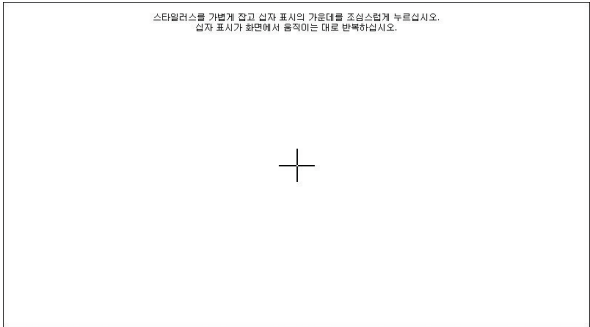 스타일러스를 가볍게 잡고 십자 표시의 가운데를 조심스럽게 누르십시오.
십자 표시가 화면에서 움직이는 대로 반복하십시오.